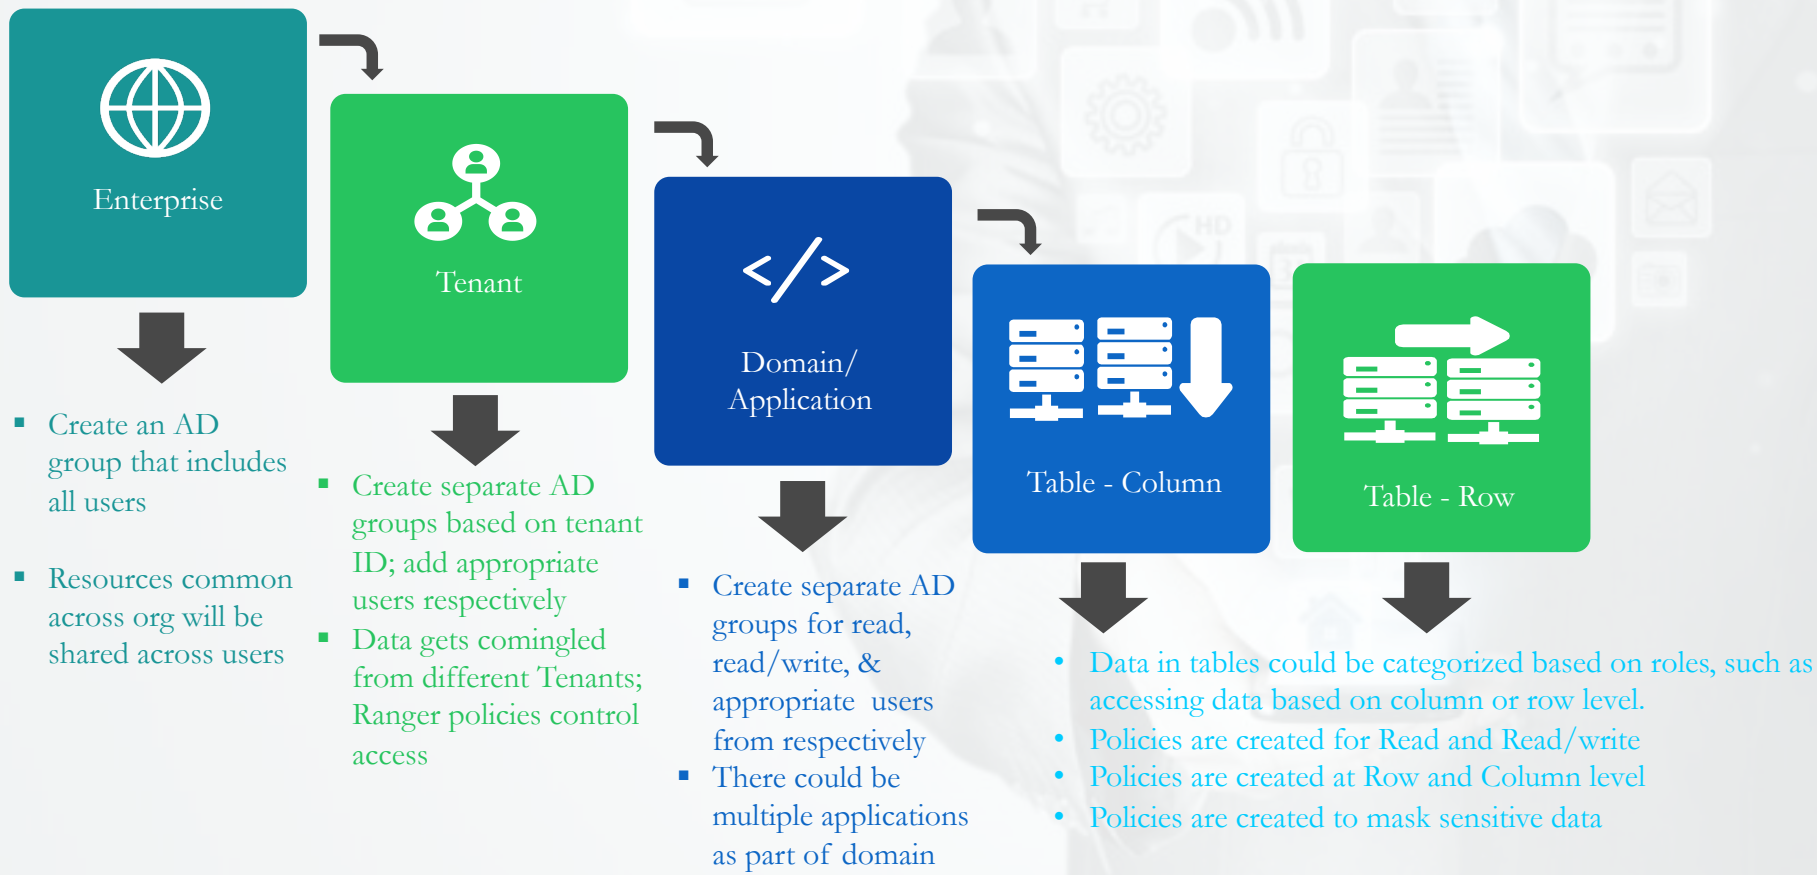 Enterprise
Tenant
Domain/
Application
Table - Column
Table - Row
▪ Create an AD
group that includes
all users
▪ Resources common
across org will be
shared across users
▪ Create separate AD
groups based on tenant
ID; add appropriate
users respectively
▪ Data gets comingled
from different Tenants;
Ranger policies control
access
▪ Create separate AD
groups for read,
read/write, &
appropriate users
from respectively
▪ There could be
multiple applications
as part of domain
• Data in tables could be categorized based on roles, such as
accessing data based on column or row level.
• Policies are created for Read and Read/write
• Policies are created at Row and Column level
• Policies are created to mask sensitive data
HD